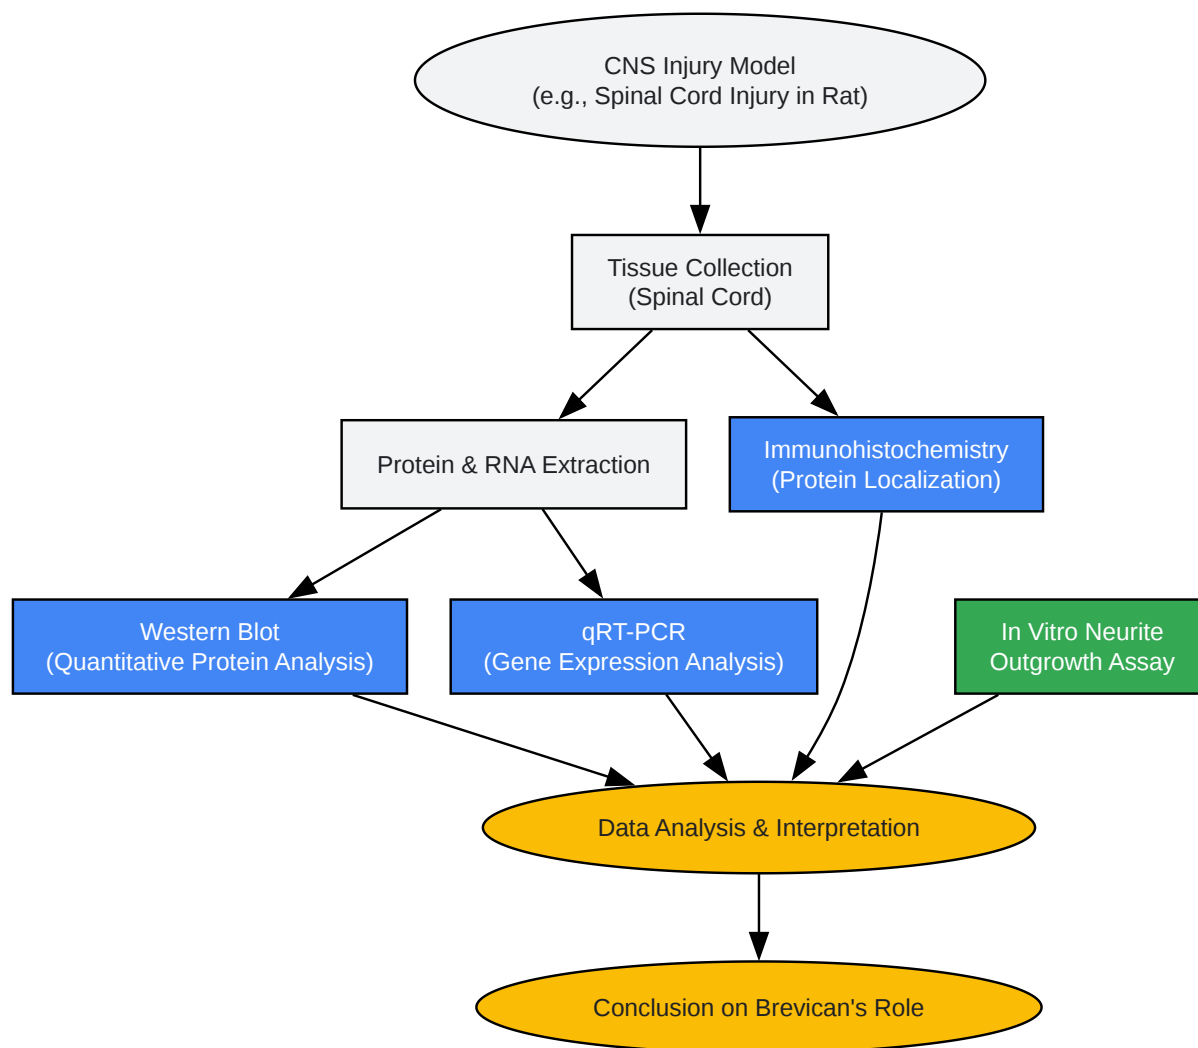 CNS Injury Model
(e.g., Spinal Cord Injury in Rat)
Tissue Collection
(Spinal Cord)
Protein & RNA Extraction
Immunohistochemistry
(Protein Localization)
Western Blot
(Quantitative Protein Analysis)
qRT-PCR
(Gene Expression Analysis)
In Vitro Neurite
Outgrowth Assay
Data Analysis & Interpretation
Conclusion on Brevican's Role